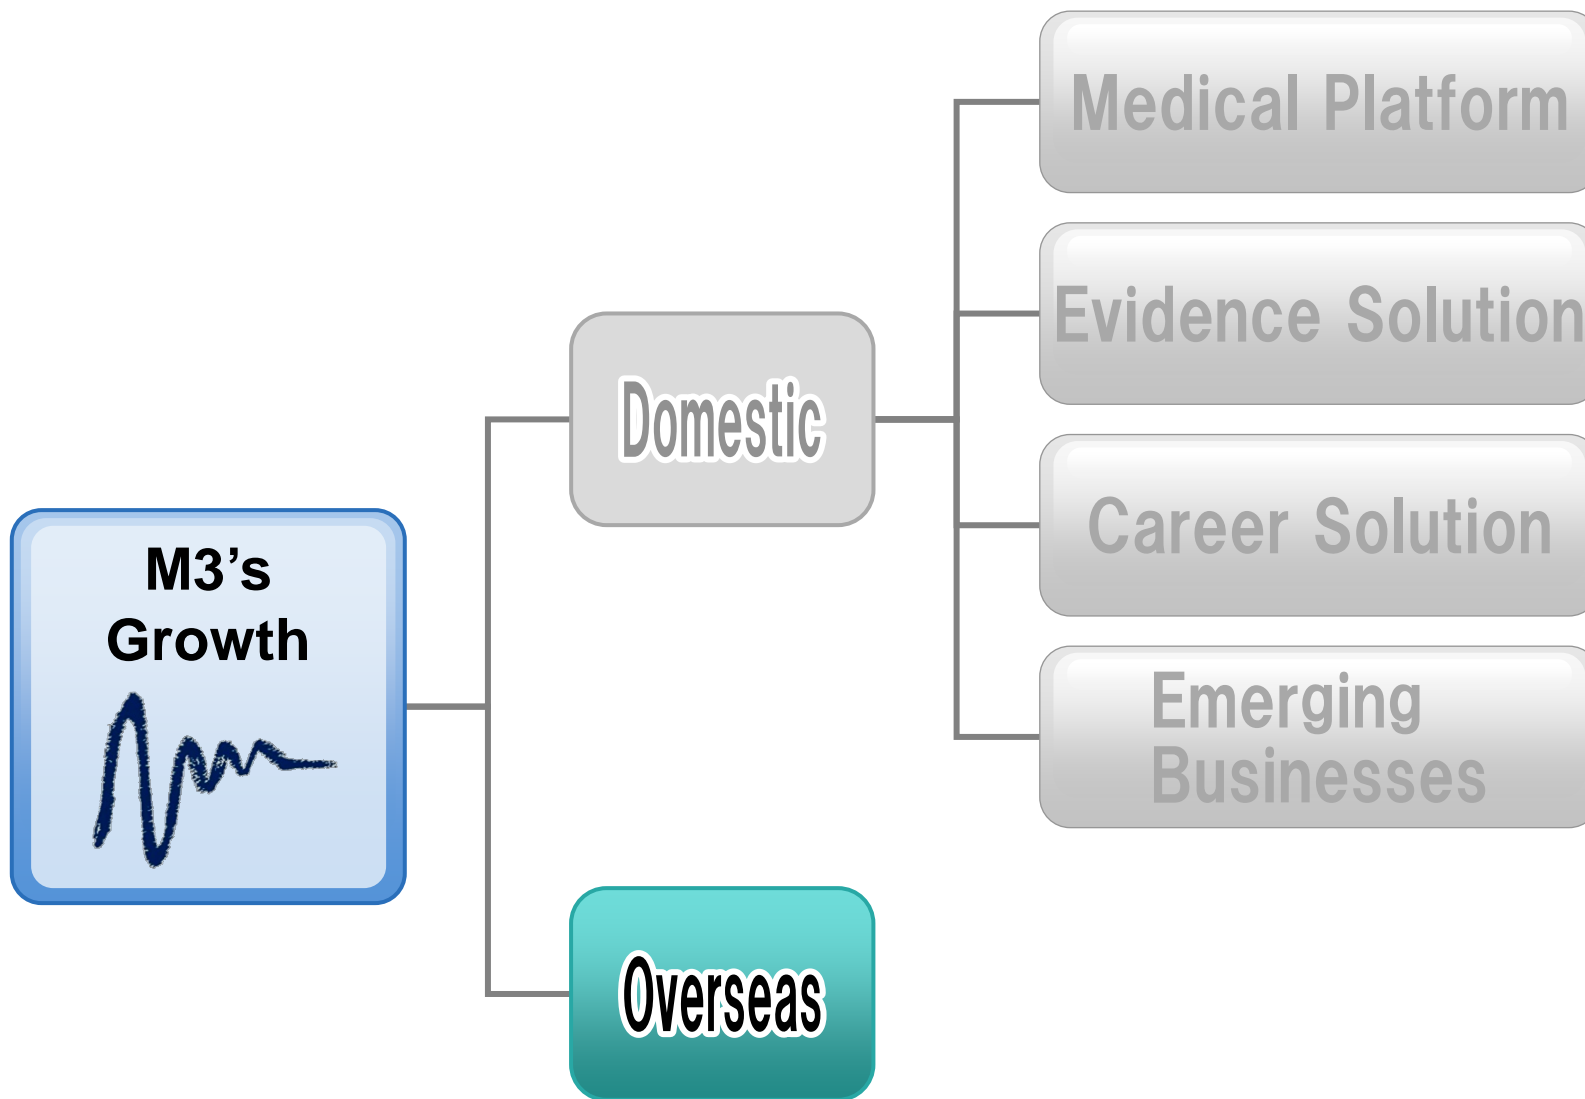 M3’s
Growth
Domestic
Overseas
Medical Platform
Evidence Solution
Career Solution
Emerging
Businesses